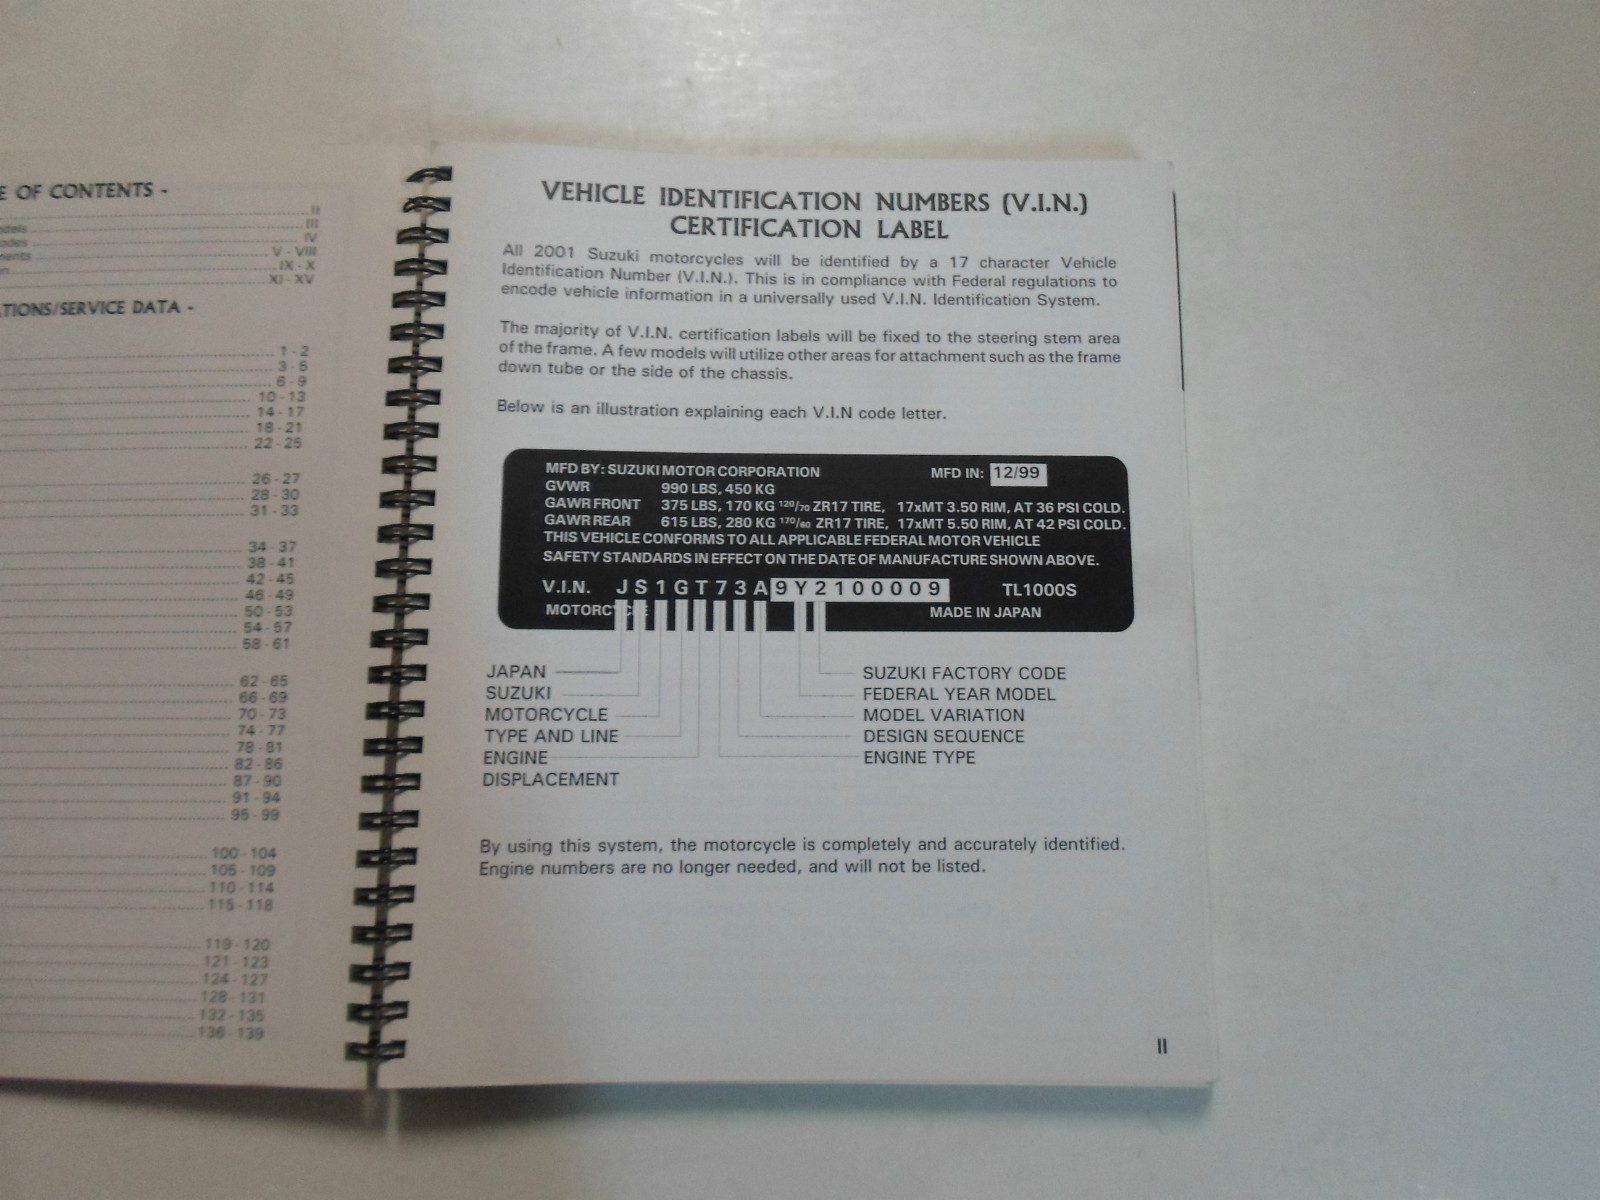 E OF CONTENTS -
II
III
IV
V - VIII
IX - X
XI - XV
TIONS/SERVICE DATA -
1 - 2
3 - 5
6 - 9
10 - 13
14 - 17
18 - 21
22 - 25
26 - 27
28 - 30
31 - 33
34 - 37
38 - 41
42 - 45
46 - 49
50 - 53
54 - 57
58 - 61
62 - 65
66 - 69
70 - 73
74 - 77
78 - 81
82 - 86
87 - 90
91 - 94
95 - 99
100 - 104
105 - 109
110 - 114
115 - 118
119 - 120
121 - 123
124 - 127
128 - 131
132 - 135
136 - 139
VEHICLE IDENTIFICATION NUMBERS (V.I.N.)
CERTIFICATION LABEL
All 2001 Suzuki motorcycles will be identified by a 17 character Vehicle
Identification Number (V.I.N.). This is in compliance with Federal regulations to
encode vehicle information in a universally used V.I.N. Identification System.
The majority of V.I.N. certification labels will be fixed to the steering stem area
of the frame. A few models will utilize other areas for attachment such as the frame
down tube or the side of the chassis.
Below is an illustration explaining each V.I.N code letter.
MFD BY: SUZUKI MOTOR CORPORATION MFD IN: 12/99
GVWR 990 LBS, 450 KG
GAWR FRONT 375 LBS, 170 KG 120/70 ZR17 TIRE, 17xMT 3.50 RIM, AT 36 PSI COLD.
GAWR REAR 615 LBS, 280 KG 170/60 ZR17 TIRE, 17xMT 5.50 RIM, AT 42 PSI COLD.
THIS VEHICLE CONFORMS TO ALL APPLICABLE FEDERAL MOTOR VEHICLE
SAFETY STANDARDS IN EFFECT ON THE DATE OF MANUFACTURE SHOWN ABOVE.
V.I.N. JS1GT73A9Y2100009 TL1000S
MOTORCYCLE MADE IN JAPAN
JAPAN SUZUKI FACTORY CODE
SUZUKI FEDERAL YEAR MODEL
MOTORCYCLE MODEL VARIATION
TYPE AND LINE DESIGN SEQUENCE
ENGINE ENGINE TYPE
DISPLACEMENT
By using this system, the motorcycle is completely and accurately identified.
Engine numbers are no longer needed, and will not be listed.
II